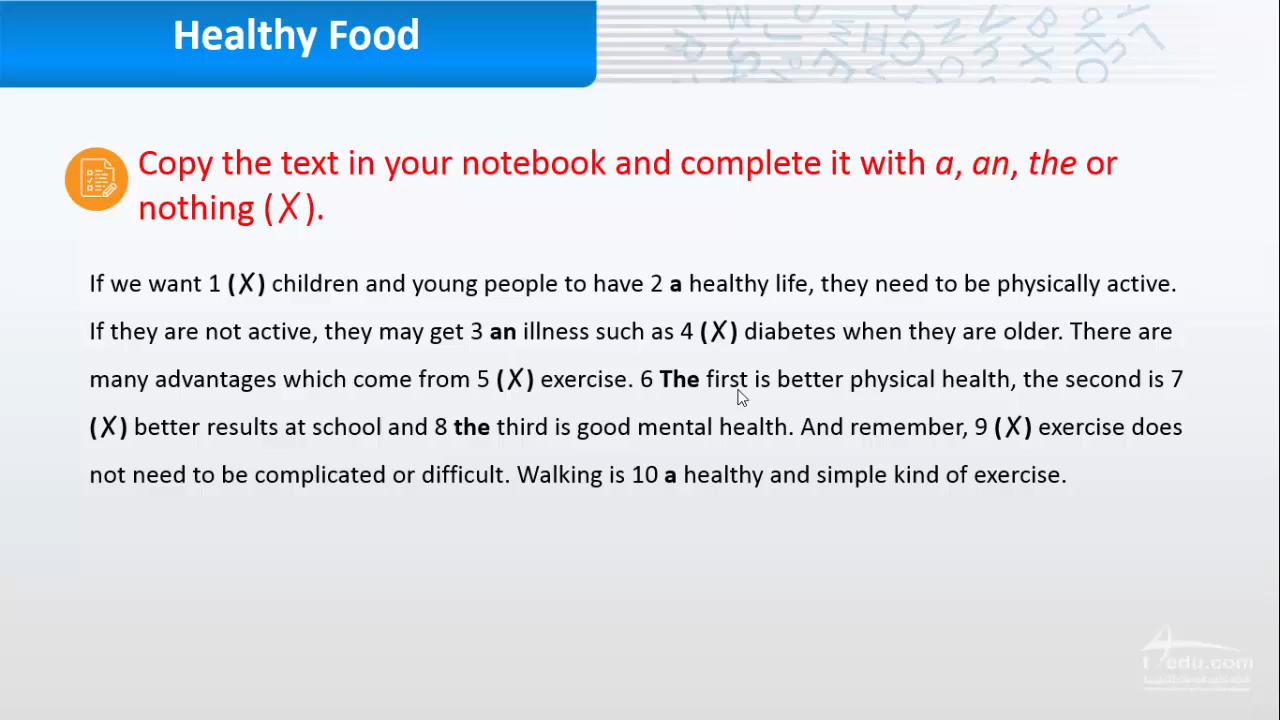 Healthy Food
Copy the text in your notebook and complete it with a, an, the or
nothing (X).
If we want 1 (X) children and young people to have 2 a healthy life, they need to be physically active.
If they are not active, they may get 3 an illness such as 4 (X) diabetes when they are older. There are
many advantages which come from 5 (X) exercise. 6 The first is better physical health, the second is 7
(X) better results at school and 8 the third is good mental health. And remember, 9 (X) exercise does
not need to be complicated or difficult. Walking is 10 a healthy and simple kind of exercise.